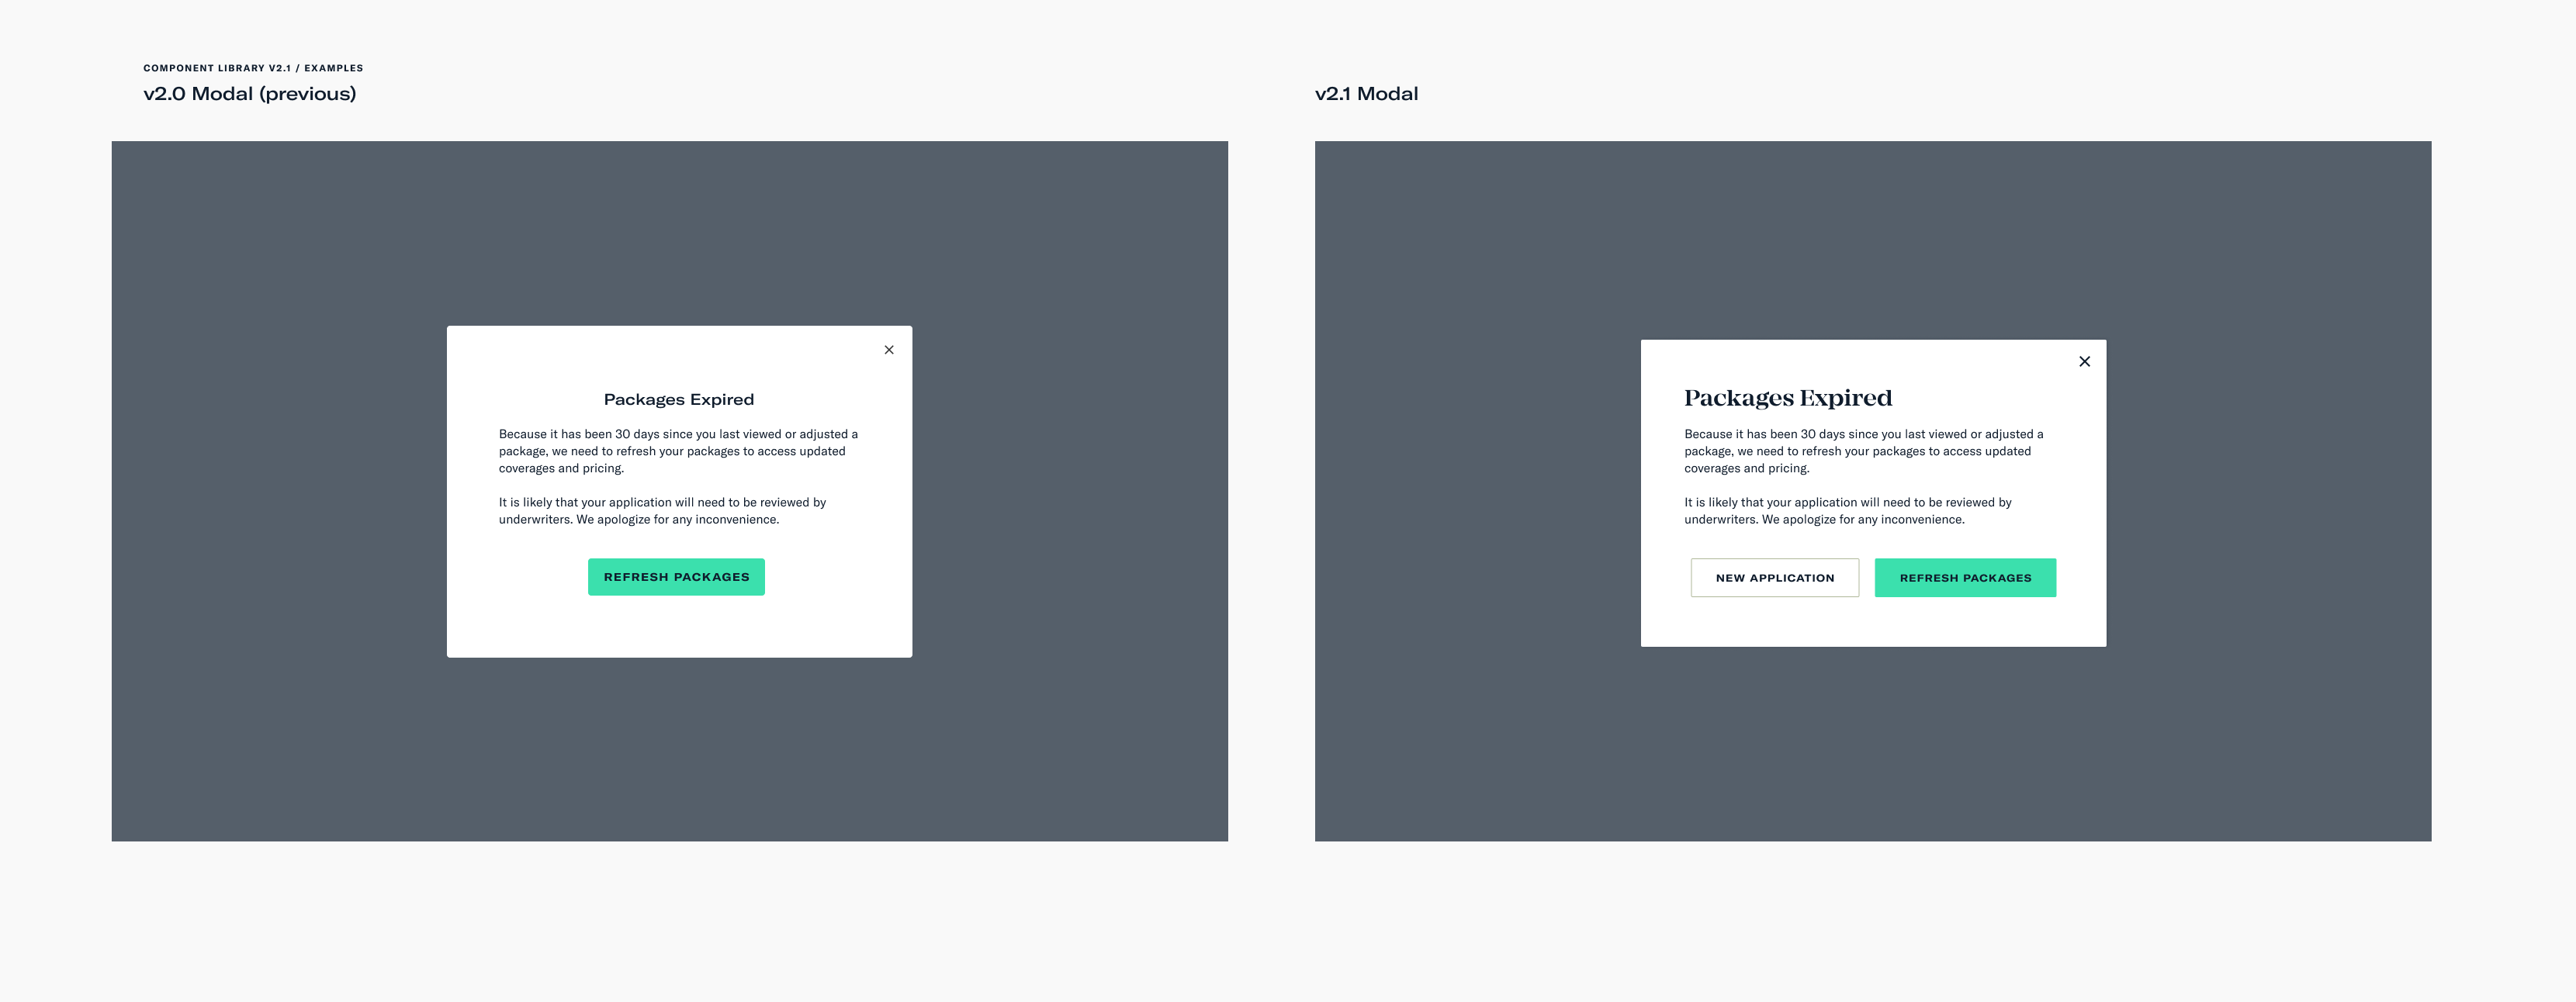 COMPONENT LIBRARY V2.1 / EXAMPLES
v2.0 Modal (previous)
Packages Expired
Because it has been 30 days since you last viewed or adjusted a
package, we need to refresh your packages to access updated
coverages and pricing.
It is likely that your application will need to be reviewed by
underwriters. We apologize for any inconvenience.
REFRESH PACKAGES
v2.1 Modal
Packages Expired
Because it has been 30 days since you last viewed or adjusted a
package, we need to refresh your packages to access updated
coverages and pricing.
It is likely that your application will need to be reviewed by
underwriters. We apologize for any inconvenience.
NEW APPLICATION
REFRESH PACKAGES